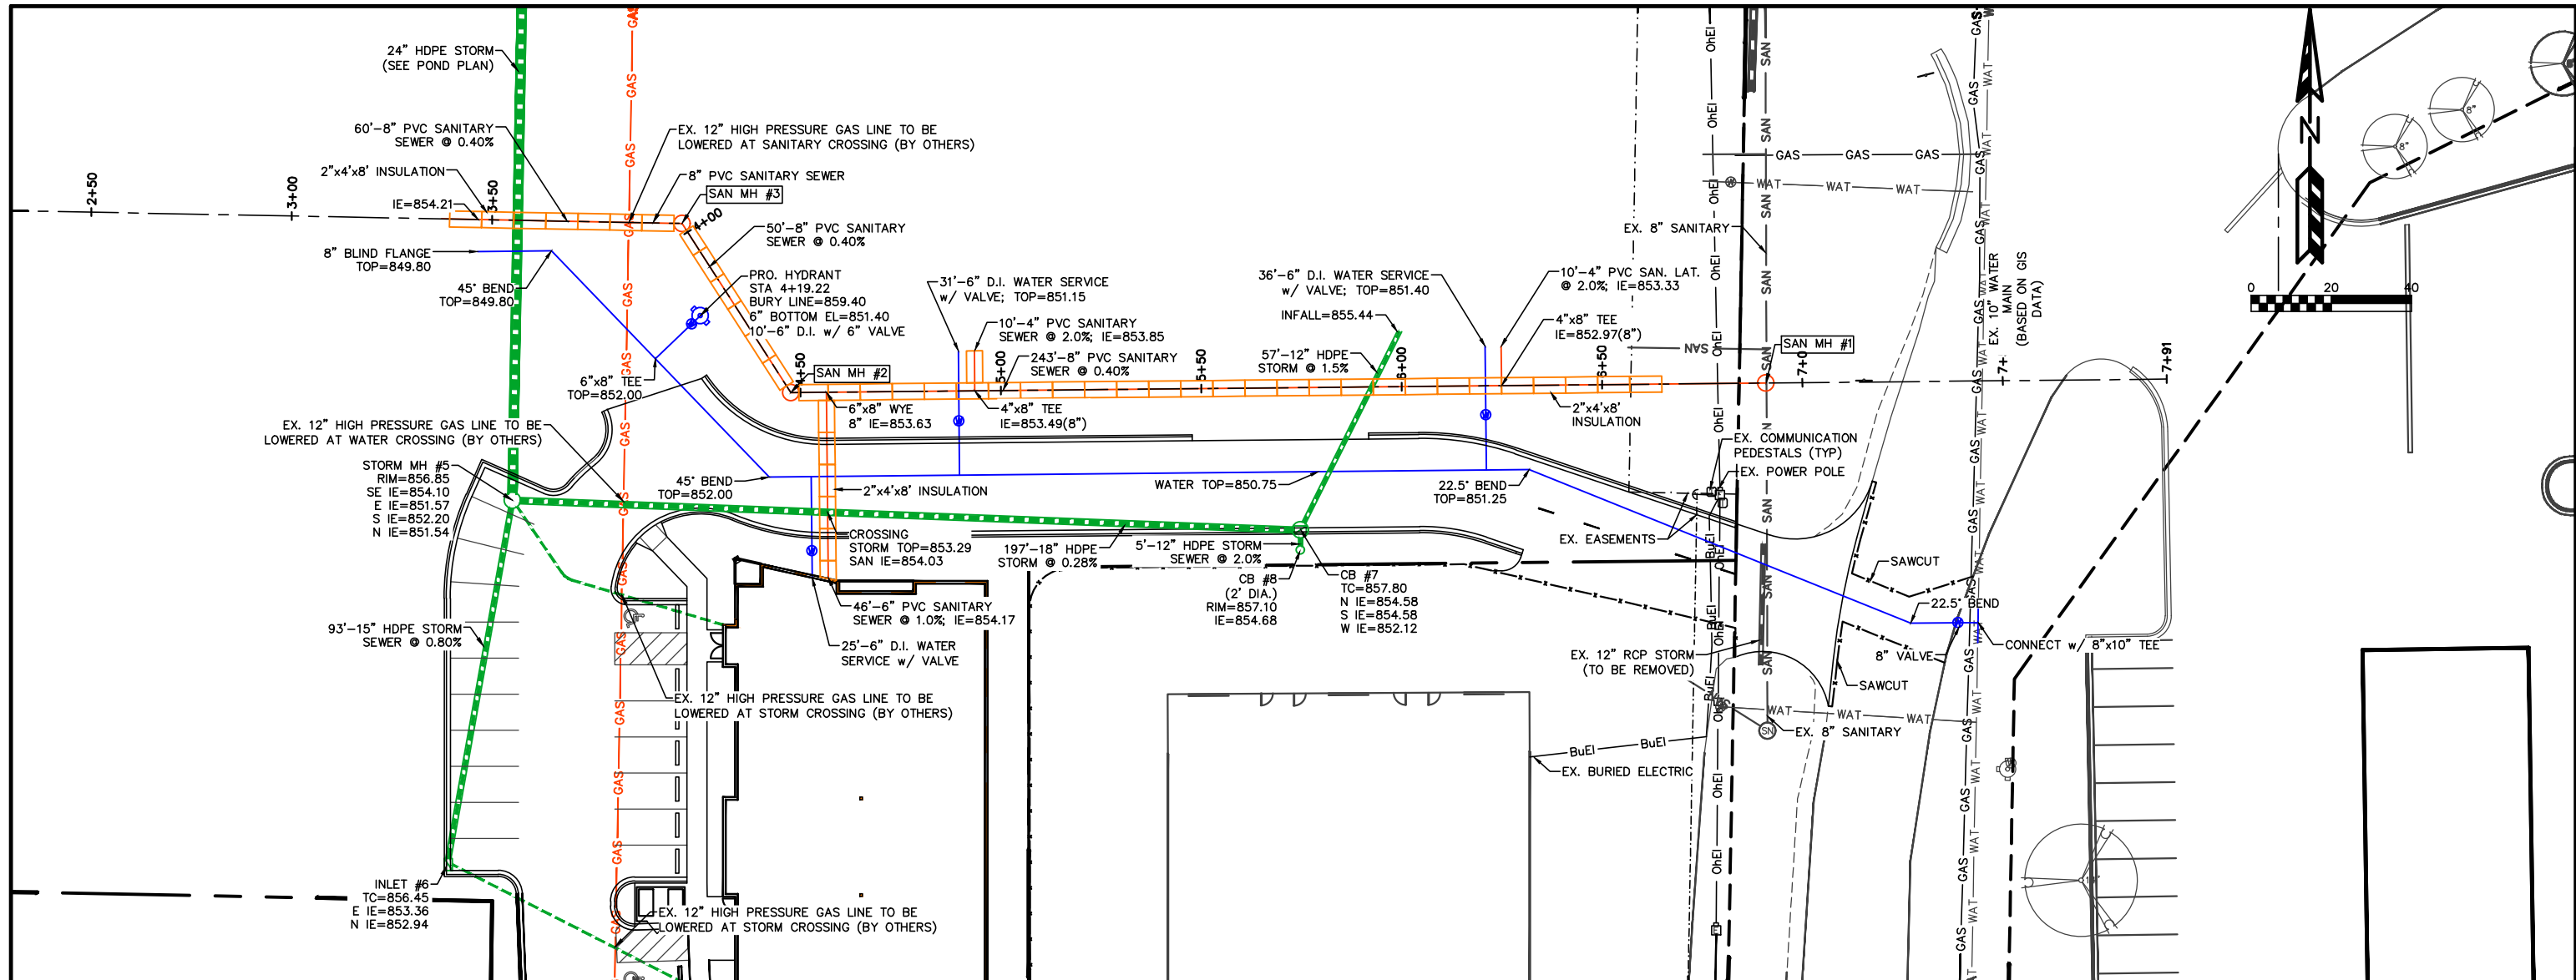 24" HDPE STORM
(SEE POND PLAN)
60'-8" PVC SANITARY
SEWER @ 0.40%
2"x4'x8' INSULATION
IE=854.21
2+50
3+00
3+50
4+00
8" BLIND FLANGE
TOP=849.80
45° BEND
TOP=849.80
EX. 12" HIGH PRESSURE GAS LINE TO BE
LOWERED AT SANITARY CROSSING (BY OTHERS)
8" PVC SANITARY SEWER
SAN MH #3
50'-8" PVC SANITARY
SEWER @ 0.40%
PRO. HYDRANT
STA 4+19.22
BURY LINE=859.40
6" BOTTOM EL=851.40
10'-6" D.I. w/ 6" VALVE
31'-6" D.I. WATER SERVICE
w/ VALVE; TOP=851.15
10'-4" PVC SANITARY
SEWER @ 2.0%; IE=853.85
243'-8" PVC SANITARY
SEWER @ 0.40%
36'-6" D.I. WATER SERVICE
w/ VALVE; TOP=851.40
INFALL=855.44
57'-12" HDPE
STORM @ 1.5%
10'-4" PVC SAN. LAT.
@ 2.0%; IE=853.33
4"x8" TEE
IE=852.97(8")
EX. 8" SANITARY
SAN MH #1
4+50
5+00
5+50
6+00
6+50
7+0
7+
7+91
SAN MH #2
6"x8" TEE
TOP=852.00
6"x8" WYE
8" IE=853.63
4"x8" TEE
IE=853.49(8")
2"x4'x8'
INSULATION
EX. 12" HIGH PRESSURE GAS LINE TO BE
LOWERED AT WATER CROSSING (BY OTHERS)
STORM MH #5
RIM=856.85
SE IE=854.10
E IE=851.57
S IE=852.20
N IE=851.54
45° BEND
TOP=852.00
2"x4'x8' INSULATION
WATER TOP=850.75
22.5° BEND
TOP=851.25
EX. COMMUNICATION
PEDESTALS (TYP)
EX. POWER POLE
EX. EASEMENTS
CROSSING
STORM TOP=853.29
SAN IE=854.03
197'-18" HDPE
STORM @ 0.28%
5'-12" HDPE STORM
SEWER @ 2.0%
CB #8
(2' DIA.)
RIM=857.10
IE=854.68
CB #7
TC=857.80
N IE=854.58
S IE=854.58
W IE=852.12
46'-6" PVC SANITARY
SEWER @ 1.0%; IE=854.17
25'-6" D.I. WATER
SERVICE w/ VALVE
93'-15" HDPE STORM
SEWER @ 0.80%
EX. 12" HIGH PRESSURE GAS LINE TO BE
LOWERED AT STORM CROSSING (BY OTHERS)
INLET #6
TC=856.45
E IE=853.36
N IE=852.94
EX. 12" HIGH PRESSURE GAS LINE TO BE
LOWERED AT STORM CROSSING (BY OTHERS)
EX. 12" RCP STORM
(TO BE REMOVED)
EX. 8" SANITARY
BuEl
BuEl
EX. BURIED ELECTRIC
SAWCUT
SAWCUT
22.5° BEND
8" VALVE
CONNECT w/ 8"x10" TEE
EX. 10" WATER
MAIN
(BASED ON GIS
DATA)
GAS GAS GAS
WAT WAT WAT
WAT WAT WAT
SAN
SN
OhEl
N
0 20 40
8"
8"